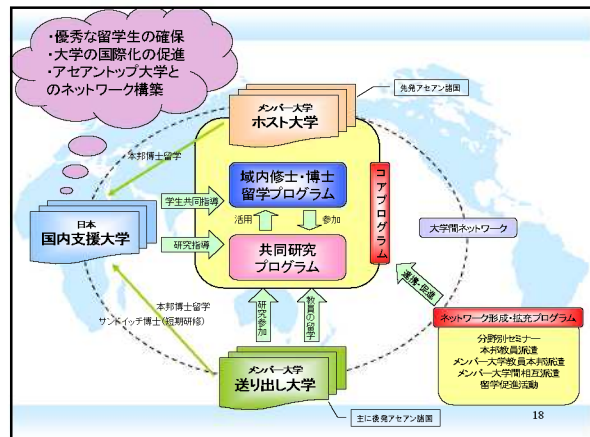 ・優秀な留学生の確保
・大学の国際化の促進
・アセアントップ大学と
のネットワーク構築
メンバー大学
ホスト大学
先発アセアン諸国
本邦博士留学
域内修士・博士
留学プログラム
コアプログラム
学生共同指導
活用
参加
日本
国内支援大学
研究指導
共同研究
プログラム
大学間ネットワーク
連携・促進
本邦博士留学
サンドイッチ博士(短期研修)
研究参加
教員の留学
ネットワーク形成・拡充プログラム
分野別セミナー
本邦教員派遣
メンバー大学教員本邦派遣
メンバー大学間相互派遣
留学促進活動
メンバー大学
送り出し大学
主に後発アセアン諸国
18